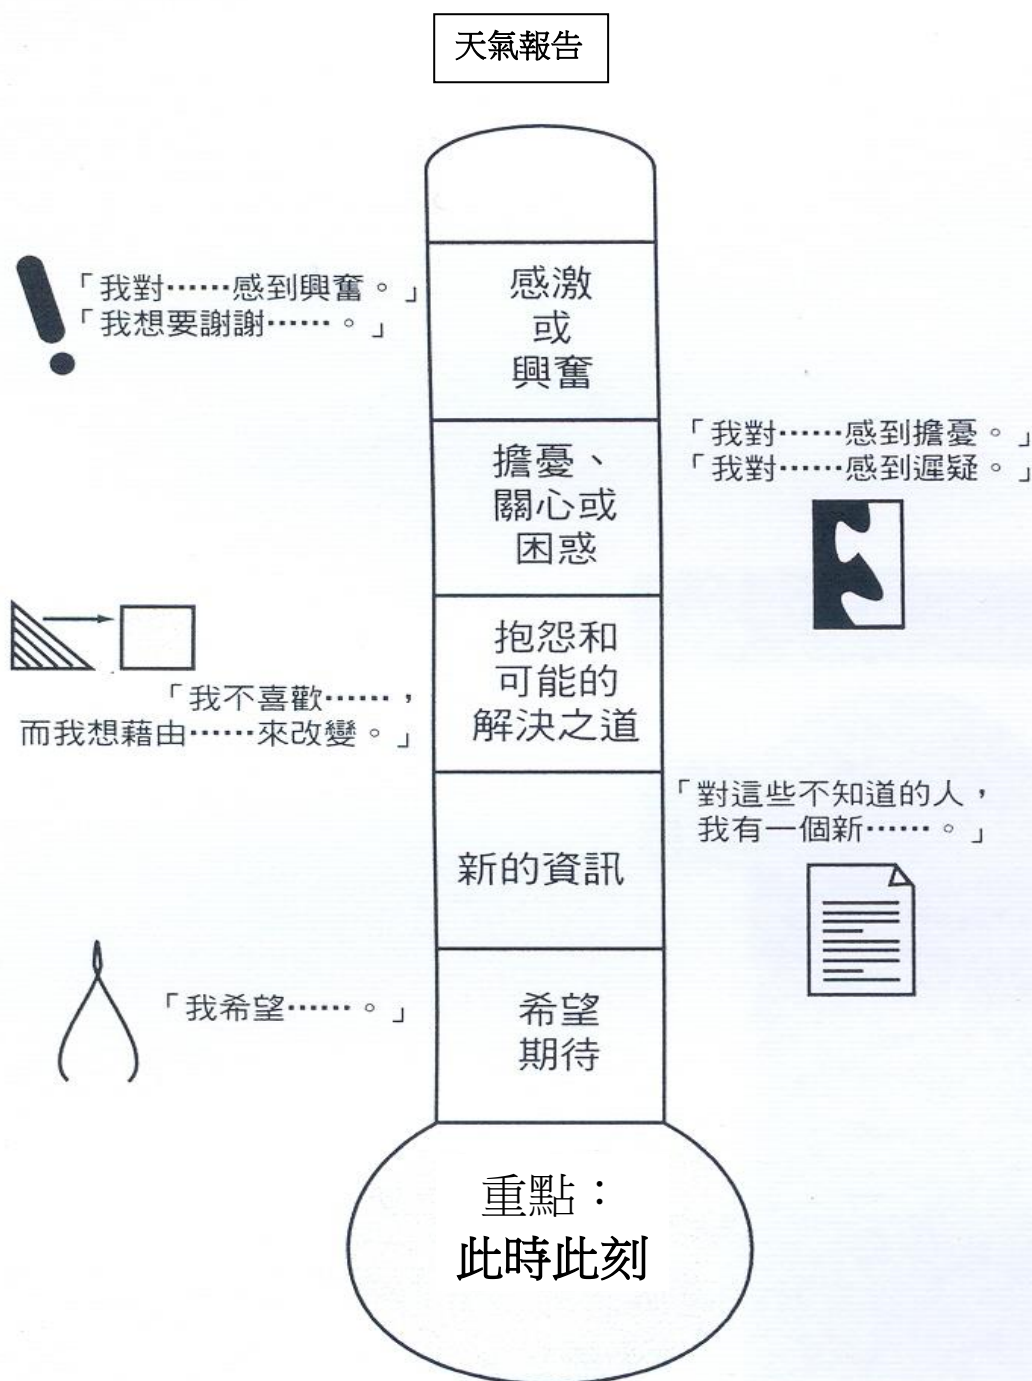 天氣報告
「我對……感到興奮。」
「我想要謝謝……。」
感激
或
興奮
「我對……感到擔憂。」
「我對……感到遲疑。」
擔憂、
關心或
困惑
「我不喜歡……，
而我想藉由……來改變。」
抱怨和
可能的
解決之道
「對這些不知道的人，
我有一個新……。」
新的資訊
「我希望……。」
希望
期待
重點：
此時此刻